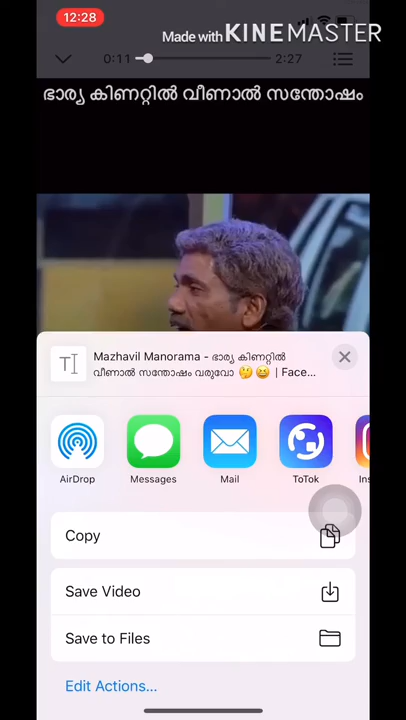 12:28
Made with KINEMASTER
0:11
2:27
ഭാര്യ കിണറ്റിൽ വീണാൽ സന്തോഷം
Mazhavil Manorama - ഭാര്യ കിണറ്റിൽ
വീണാൽ സന്തോഷം വരുവോ 🤔😆 | Face...
AirDrop
Messages
Mail
ToTok
Ins
Copy
Save Video
Save to Files
Edit Actions...